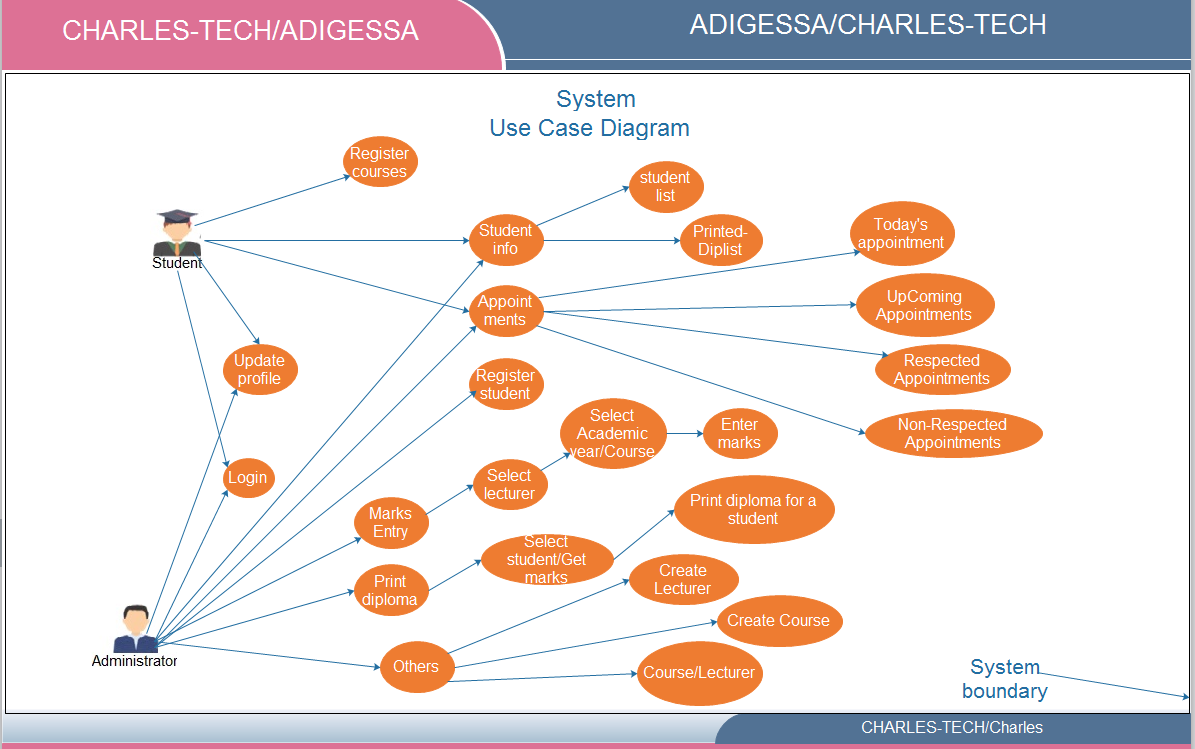 CHARLES-TECH/ADIGESSA
ADIGESSA/CHARLES-TECH
System
Use Case Diagram
Register
courses
student
list
Student
info
Printed-
Diplist
Today's
appointment
Student
Appoint
ments
UpComing
Appointments
Update
profile
Register
student
Respected
Appointments
Select
Academic
year/Course
Enter
marks
Non-Respected
Appointments
Login
Select
lecturer
Marks
Entry
Print diploma for a
student
Select
student/Get
marks
Print
diploma
Create
Lecturer
Create Course
Administrator
Others
Course/Lecturer
System
boundary
CHARLES-TECH/Charles